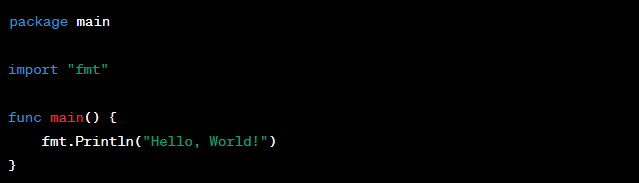 package main
import "fmt"
func main() {
    fmt.Println("Hello, World!")
}